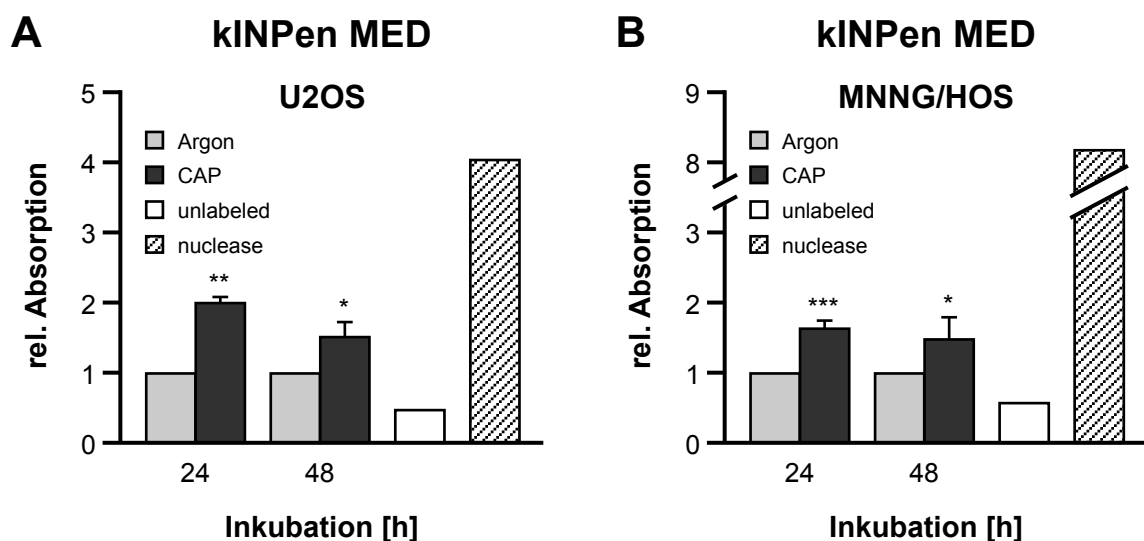 A
kINPen MED
U2OS
rel. Absorption
5
4
3
2
1
0
Argon
CAP
unlabeled
nuclease
**
*
24
48
Inkubation [h]
B
kINPen MED
MNNG/HOS
rel. Absorption
9
8
3
2
1
0
Argon
CAP
unlabeled
nuclease
***
*
24
48
Inkubation [h]